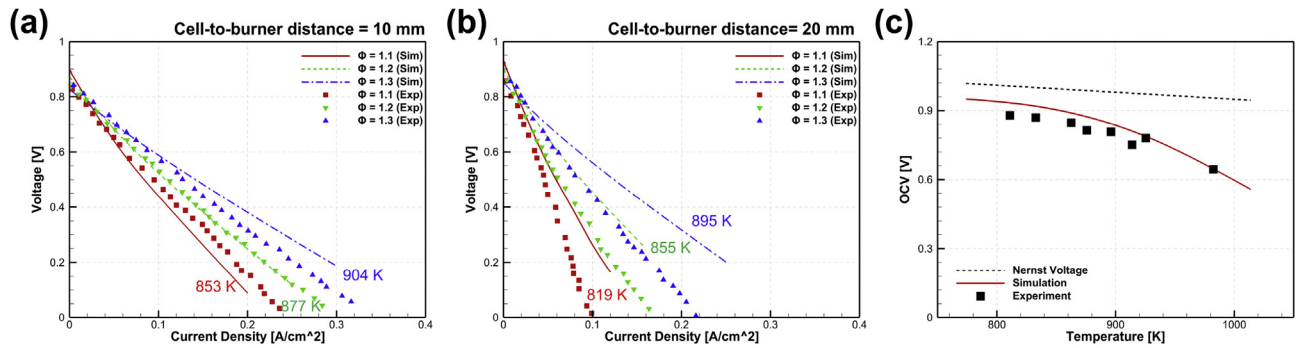 (a)
Cell-to-burner distance = 10 mm
Voltage [V]
1
0.8
0.6
0.4
0.2
0
0
0.1
0.2
0.3
0.4
Current Density [A/cm^2]
Φ = 1.1 (Sim)
Φ = 1.2 (Sim)
Φ = 1.3 (Sim)
Φ = 1.1 (Exp)
Φ = 1.2 (Exp)
Φ = 1.3 (Exp)
904 K
853 K
877 K
(b)
Cell-to-burner distance= 20 mm
Voltage [V]
1
0.8
0.6
0.4
0.2
0
0
0.1
0.2
0.3
0.4
Current Density [A/cm^2]
Φ = 1.1 (Sim)
Φ = 1.2 (Sim)
Φ = 1.3 (Sim)
Φ = 1.1 (Exp)
Φ = 1.2 (Exp)
Φ = 1.3 (Exp)
895 K
855 K
819 K
(c)
OCV [V]
1.2
0.9
0.6
0.3
0
800
900
1000
Temperature [K]
Nernst Voltage
Simulation
Experiment